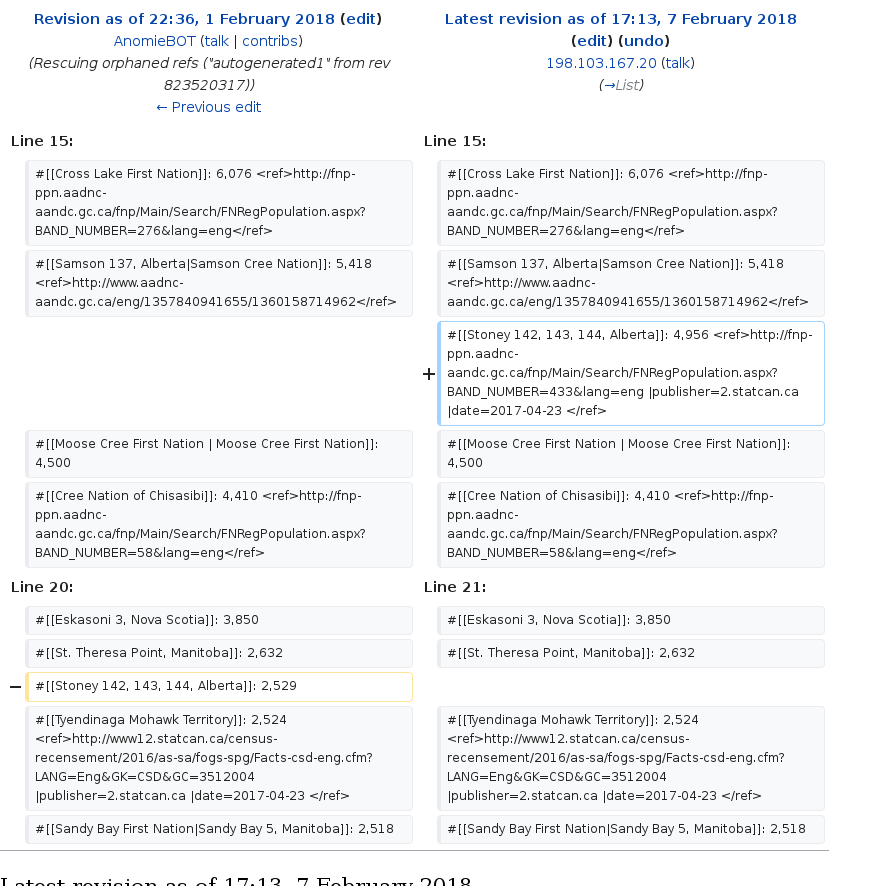 Revision as of 22:36, 1 February 2018 (edit)
AnomieBOT (talk | contribs)
(Rescuing orphaned refs ("autogenerated1" from rev
823520317))
← Previous edit
Latest revision as of 17:13, 7 February 2018
(edit) (undo)
198.103.167.20 (talk)
(→List)
Line 15:
Line 15:
#[[Cross Lake First Nation]]: 6,076 <ref>http://fnp-
ppn.aadnc-
aandc.gc.ca/fnp/Main/Search/FNRegPopulation.aspx?
BAND_NUMBER=276&lang=eng</ref>
#[[Cross Lake First Nation]]: 6,076 <ref>http://fnp-
ppn.aadnc-
aandc.gc.ca/fnp/Main/Search/FNRegPopulation.aspx?
BAND_NUMBER=276&lang=eng</ref>
#[[Samson 137, Alberta|Samson Cree Nation]]: 5,418
<ref>http://www.aadnc-
aandc.gc.ca/eng/1357840941655/1360158714962</ref>
#[[Samson 137, Alberta|Samson Cree Nation]]: 5,418
<ref>http://www.aadnc-
aandc.gc.ca/eng/1357840941655/1360158714962</ref>
+
#[[Stoney 142, 143, 144, Alberta]]: 4,956 <ref>http://fnp-
ppn.aadnc-
aandc.gc.ca/fnp/Main/Search/FNRegPopulation.aspx?
BAND_NUMBER=433&lang=eng |publisher=2.statcan.ca
|date=2017-04-23 </ref>
#[[Moose Cree First Nation | Moose Cree First Nation]]:
4,500
#[[Moose Cree First Nation | Moose Cree First Nation]]:
4,500
#[[Cree Nation of Chisasibi]]: 4,410 <ref>http://fnp-
ppn.aadnc-
aandc.gc.ca/fnp/Main/Search/FNRegPopulation.aspx?
BAND_NUMBER=58&lang=eng</ref>
#[[Cree Nation of Chisasibi]]: 4,410 <ref>http://fnp-
ppn.aadnc-
aandc.gc.ca/fnp/Main/Search/FNRegPopulation.aspx?
BAND_NUMBER=58&lang=eng</ref>
Line 20:
Line 21:
#[[Eskasoni 3, Nova Scotia]]: 3,850
#[[Eskasoni 3, Nova Scotia]]: 3,850
#[[St. Theresa Point, Manitoba]]: 2,632
#[[St. Theresa Point, Manitoba]]: 2,632
−
#[[Stoney 142, 143, 144, Alberta]]: 2,529
#[[Tyendinaga Mohawk Territory]]: 2,524
<ref>http://www12.statcan.ca/census-
recensement/2016/as-sa/fogs-spg/Facts-csd-eng.cfm?
LANG=Eng&GK=CSD&GC=3512004
|publisher=2.statcan.ca |date=2017-04-23 </ref>
#[[Tyendinaga Mohawk Territory]]: 2,524
<ref>http://www12.statcan.ca/census-
recensement/2016/as-sa/fogs-spg/Facts-csd-eng.cfm?
LANG=Eng&GK=CSD&GC=3512004
|publisher=2.statcan.ca |date=2017-04-23 </ref>
#[[Sandy Bay First Nation|Sandy Bay 5, Manitoba]]: 2,518
#[[Sandy Bay First Nation|Sandy Bay 5, Manitoba]]: 2,518
Latest revision as of 17:13, 7 February 2018